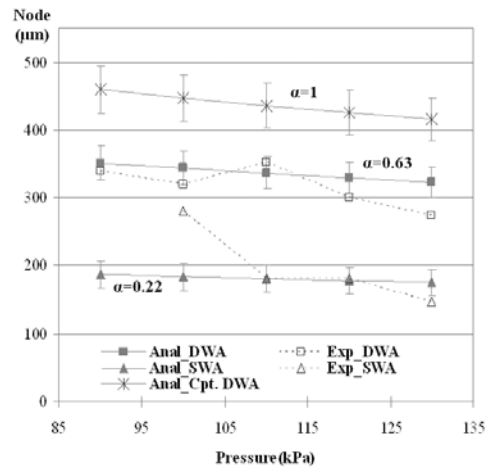 Node
(μm)
500
α=1
400
α=0.63
300
200
α=0.22
100
Anal_DWA Exp_DWA
Anal_SWA Exp_SWA
Anal_Cpt. DWA
0
85 95 105 115 125 135
Pressure(kPa)